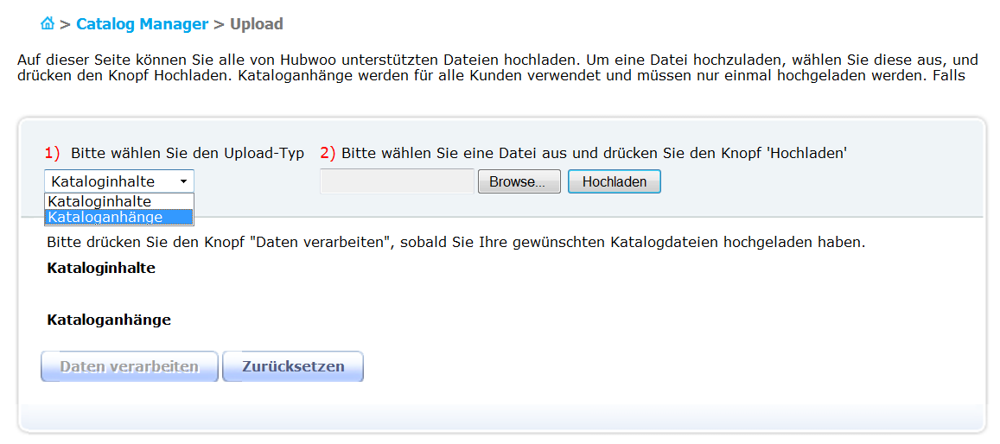 > Catalog Manager > Upload
Auf dieser Seite können Sie alle von Hubwoo unterstützten Dateien hochladen. Um eine Datei hochzuladen, wählen Sie diese aus, und
drücken den Knopf Hochladen. Kataloganhänge werden für alle Kunden verwendet und müssen nur einmal hochgeladen werden. Falls
1) Bitte wählen Sie den Upload-Typ 2) Bitte wählen Sie eine Datei aus und drücken Sie den Knopf 'Hochladen'
Kataloginhalte Browse... Hochladen
Kataloginhalte
Kataloganhänge
Bitte drücken Sie den Knopf "Daten verarbeiten", sobald Sie Ihre gewünschten Katalogdateien hochgeladen haben.
Kataloginhalte
Kataloganhänge
Daten verarbeiten Zurücksetzen